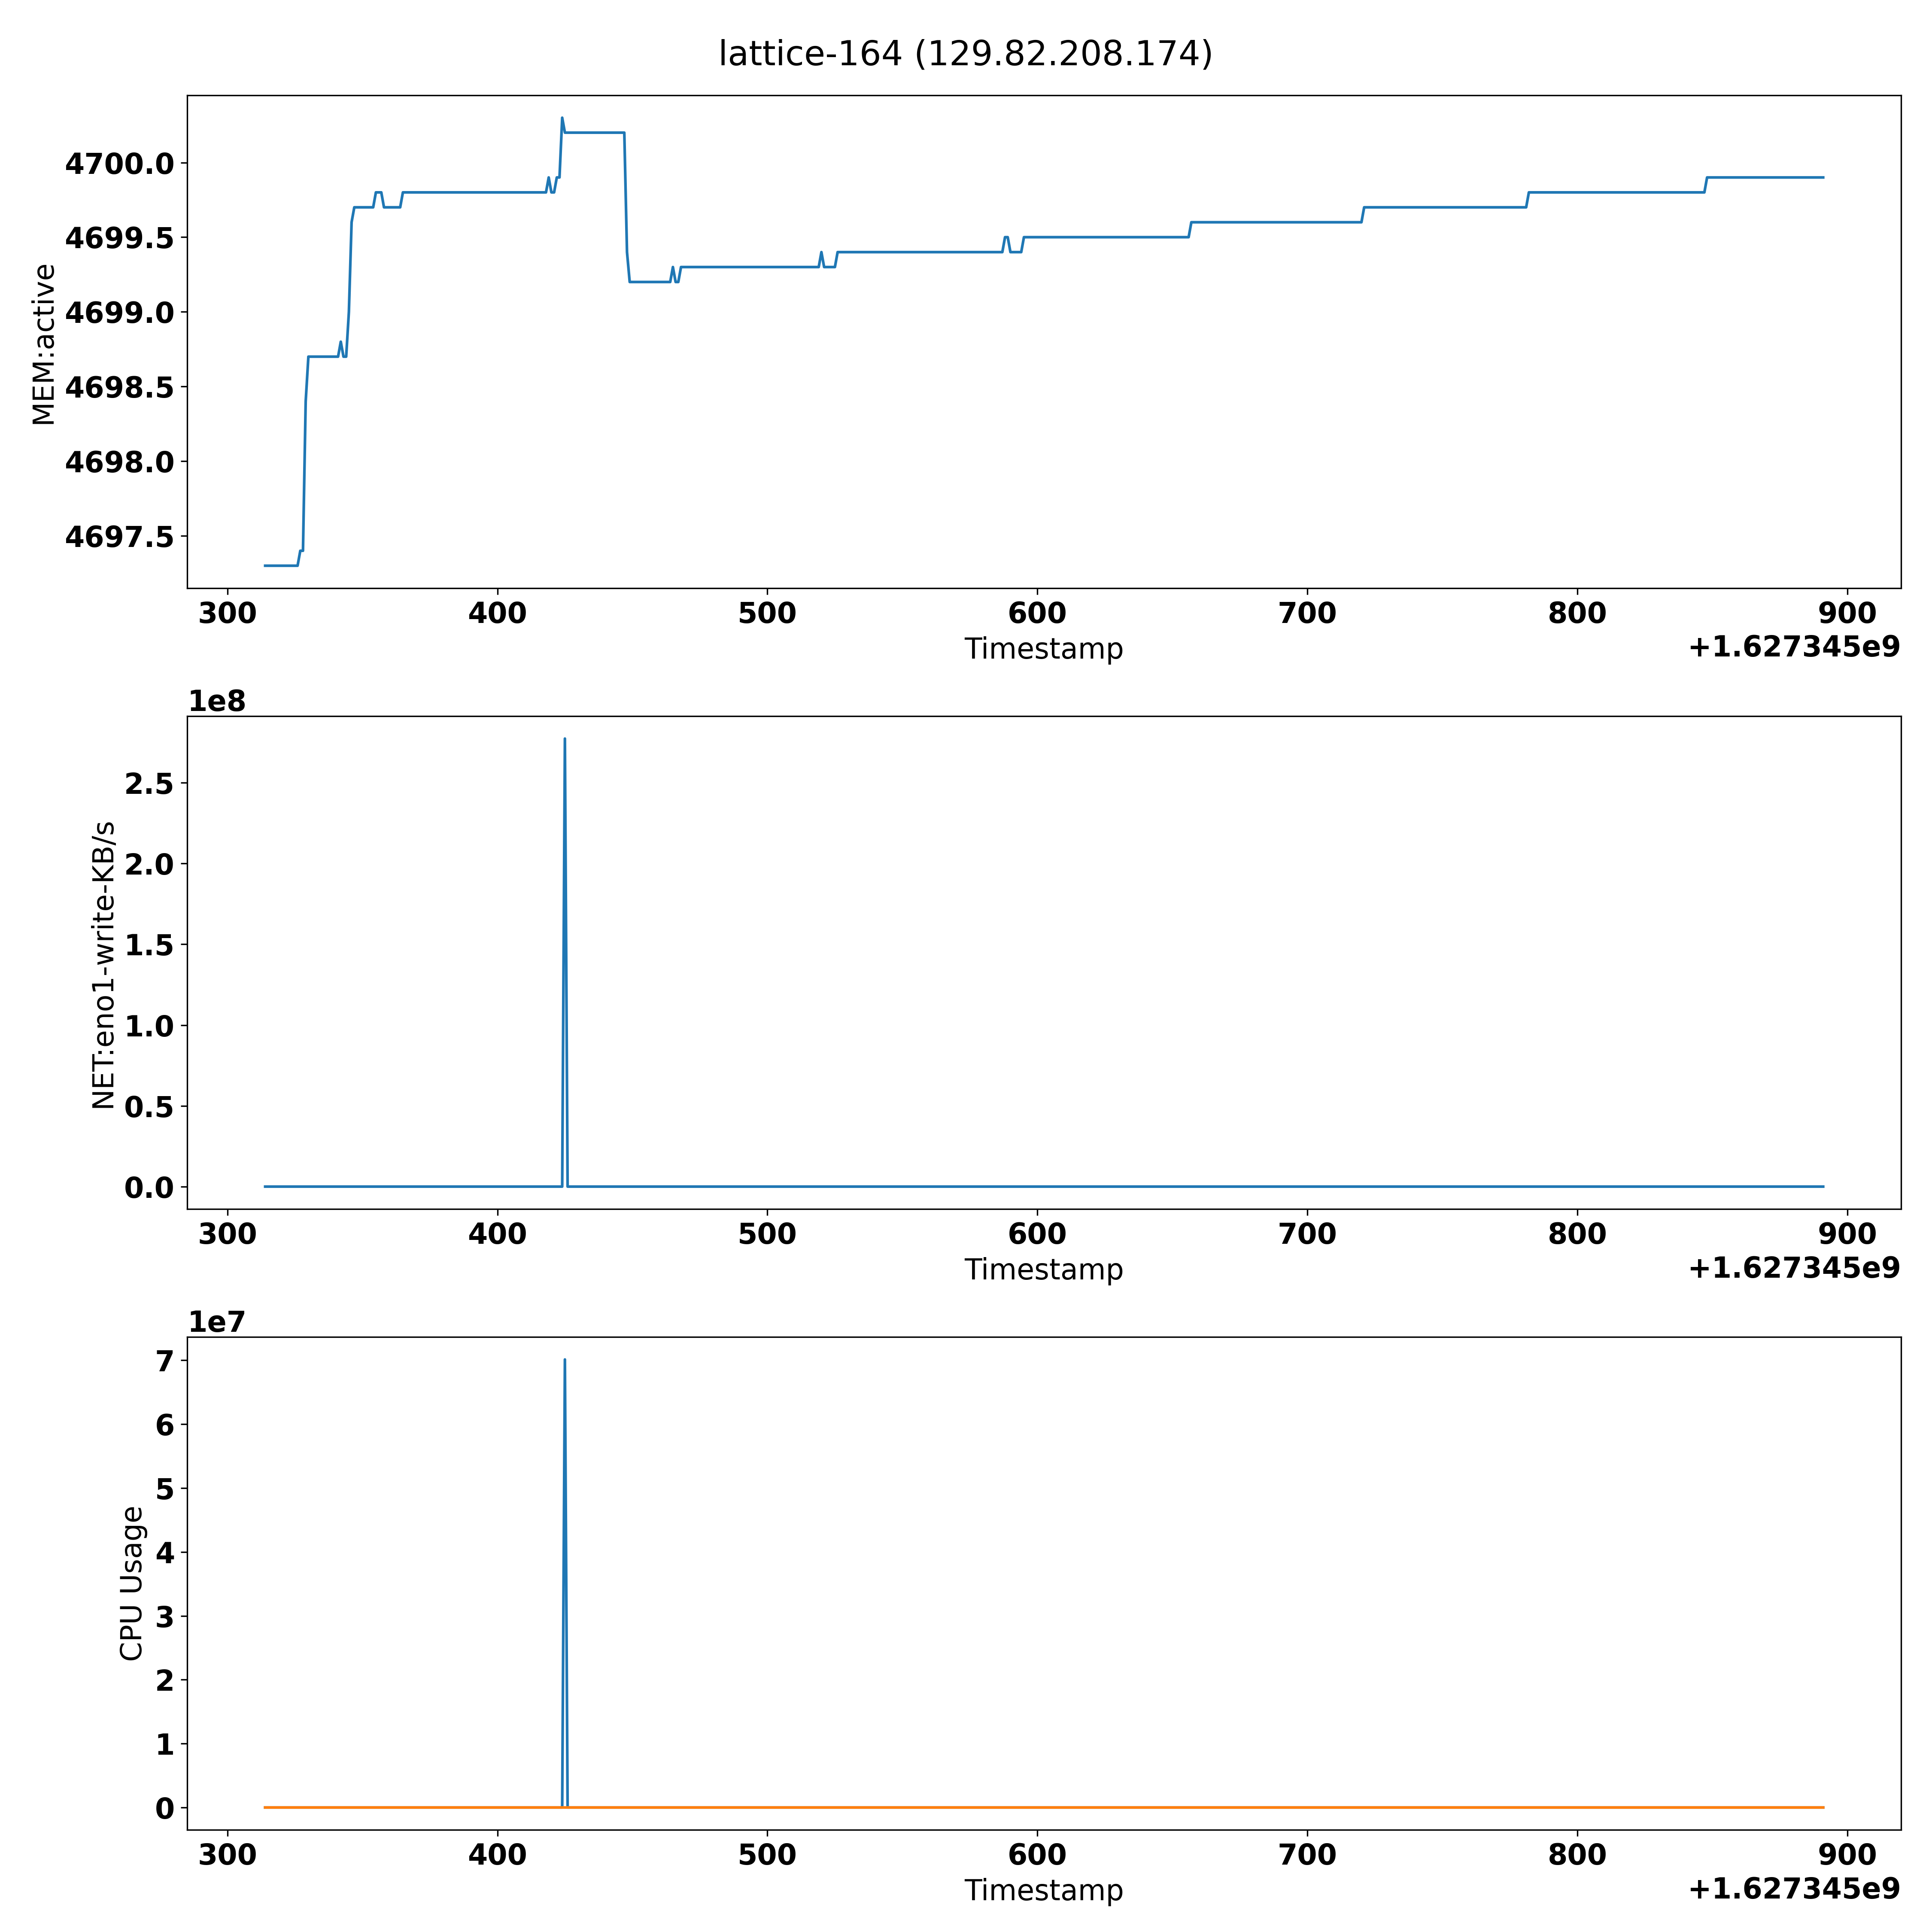 lattice-164 (129.82.208.174)
MEM:active
4700.0
4699.5
4699.0
4698.5
4698.0
4697.5
300 400 500 600 700 800 900
Timestamp
+1.627345e9
1e8
NET:eno1-write-KB/s
2.5
2.0
1.5
1.0
0.5
0.0
300 400 500 600 700 800 900
Timestamp
+1.627345e9
1e7
CPU Usage
7
6
5
4
3
2
1
0
300 400 500 600 700 800 900
Timestamp
+1.627345e9